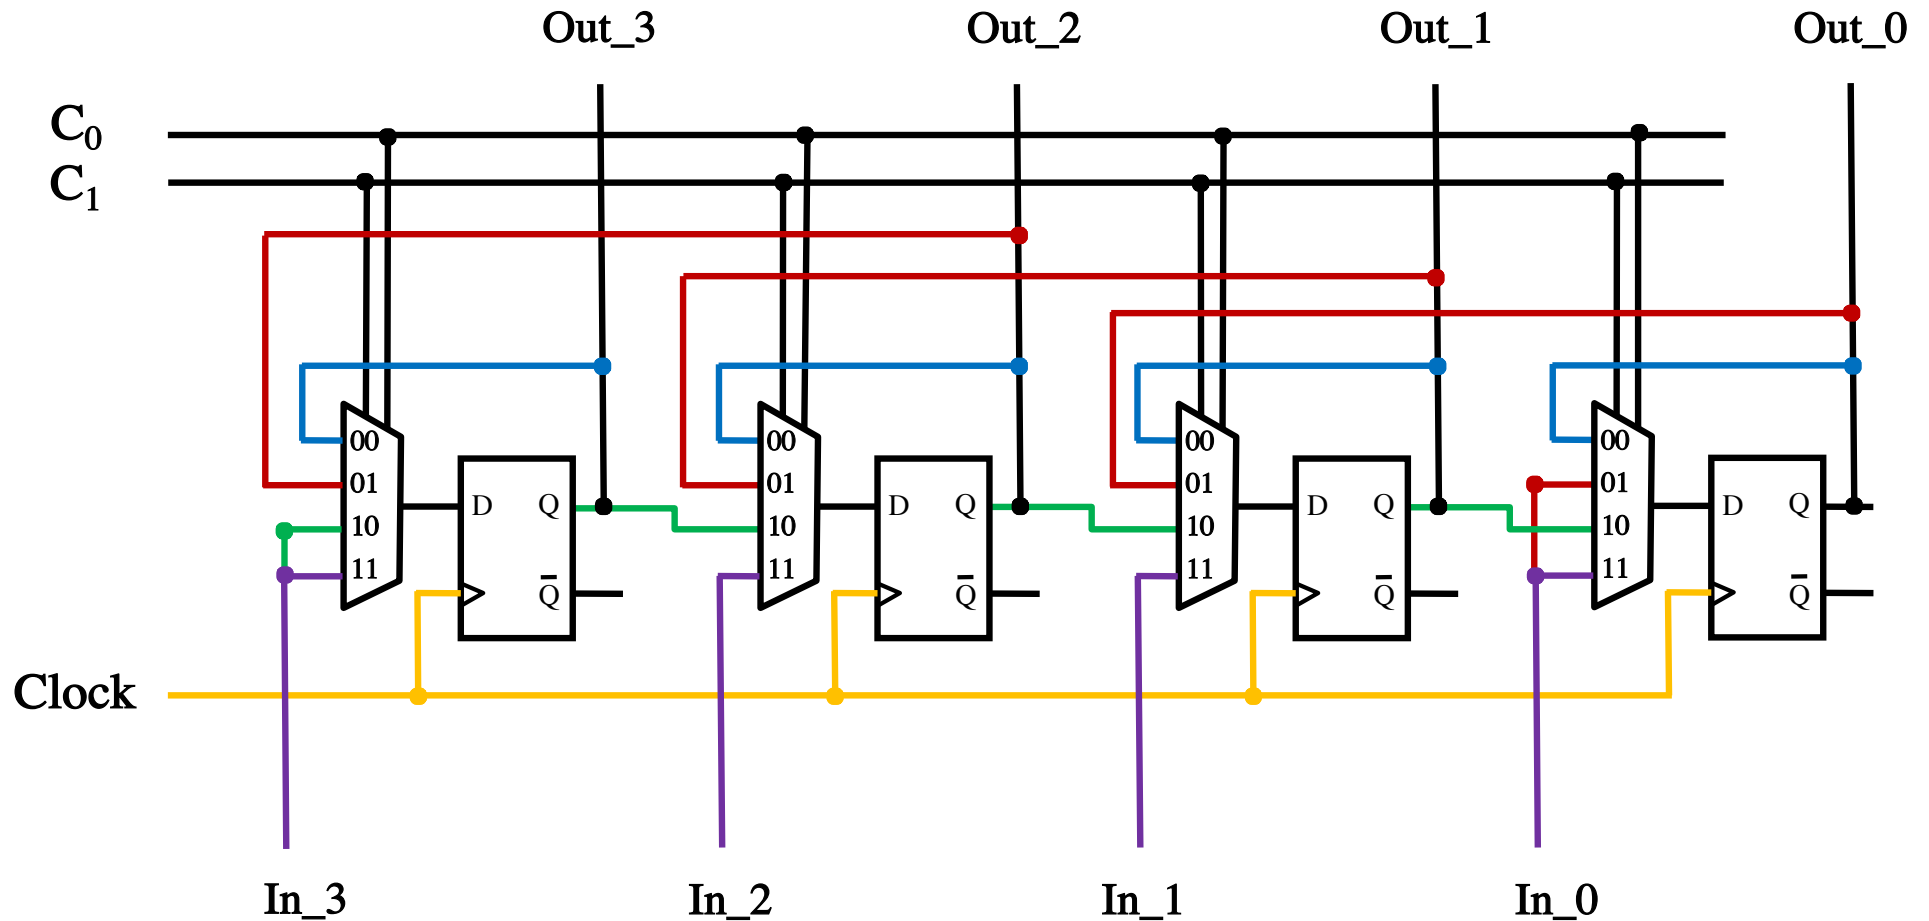 Out_3 Out_2 Out_1 Out_0
C0
C1
00 00 00 00
01 01 01 01
D Q D Q D Q D Q
10 10 10 10
11 11 11 11
Q̅ Q̅ Q̅ Q̅
Clock
In_3 In_2 In_1 In_0